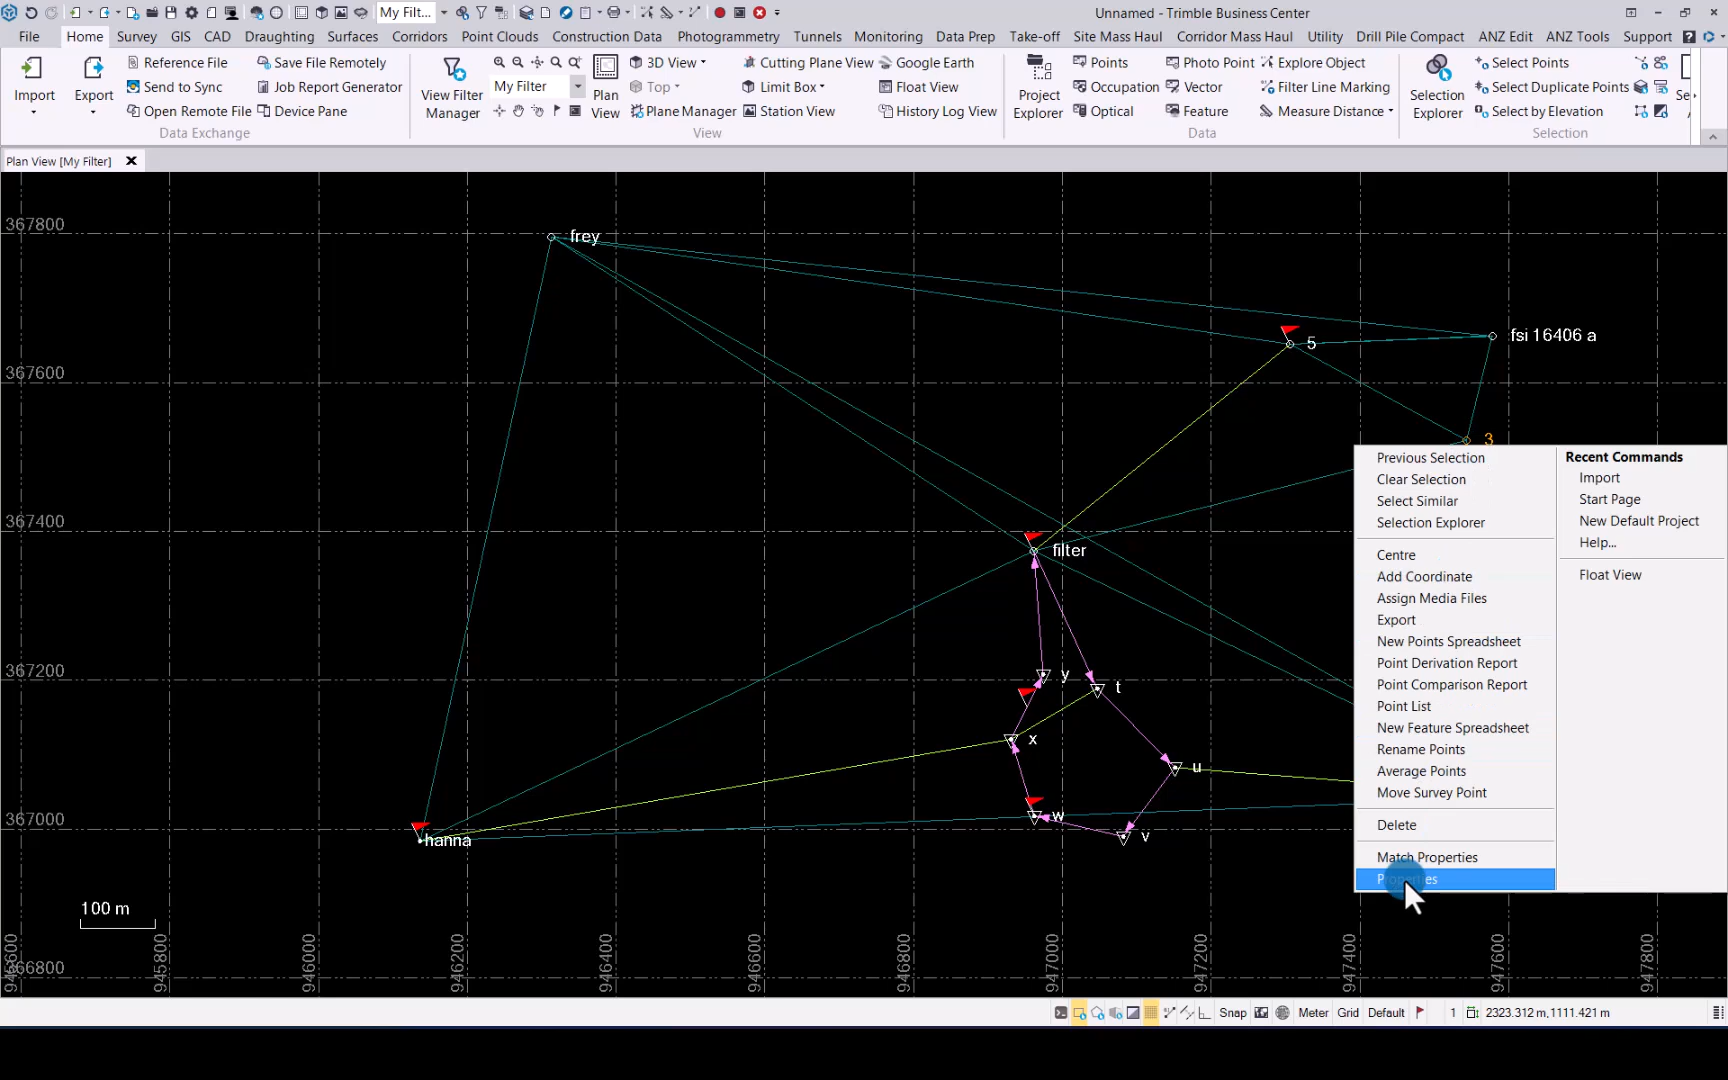 My Filt...
Unnamed - Trimble Business Center
File Home Survey GIS CAD Draughting Surfaces Corridors Point Clouds Construction Data Photogrammetry Tunnels Monitoring Data Prep Take-off Site Mass Haul Corridor Mass Haul Utility Drill Pile Compact ANZ Edit ANZ Tools Support
Import
Export
Reference File
Send to Sync
Open Remote File
Save File Remotely
Job Report Generator
Device Pane
Data Exchange
View Filter
Manager
My Filter
Plan
View
3D View
Top
Plane Manager
Cutting Plane View
Limit Box
Station View
Google Earth
Float View
History Log View
View
Project
Explorer
Points
Occupation
Optical
Photo Point
Vector
Feature
Explore Object
Filter Line Marking
Measure Distance
Data
Selection
Explorer
Select Points
Select Duplicate Points
Select by Elevation
Se
Selection
Plan View [My Filter]
367800
367600
367400
367200
367000
366800
frey
5
fsi 16406 a
3
filter
y
t
x
u
w
v
hanna
100 m
945800
946000
946200
946400
946600
946800
947000
947200
947400
947600
947800
Previous Selection
Clear Selection
Select Similar
Selection Explorer
Centre
Add Coordinate
Assign Media Files
Export
New Points Spreadsheet
Point Derivation Report
Point Comparison Report
Point List
New Feature Spreadsheet
Rename Points
Average Points
Move Survey Point
Delete
Match Properties
Properties
Recent Commands
Import
Start Page
New Default Project
Help...
Float View
Snap Meter Grid Default 1 2323.312 m, 1111.421 m